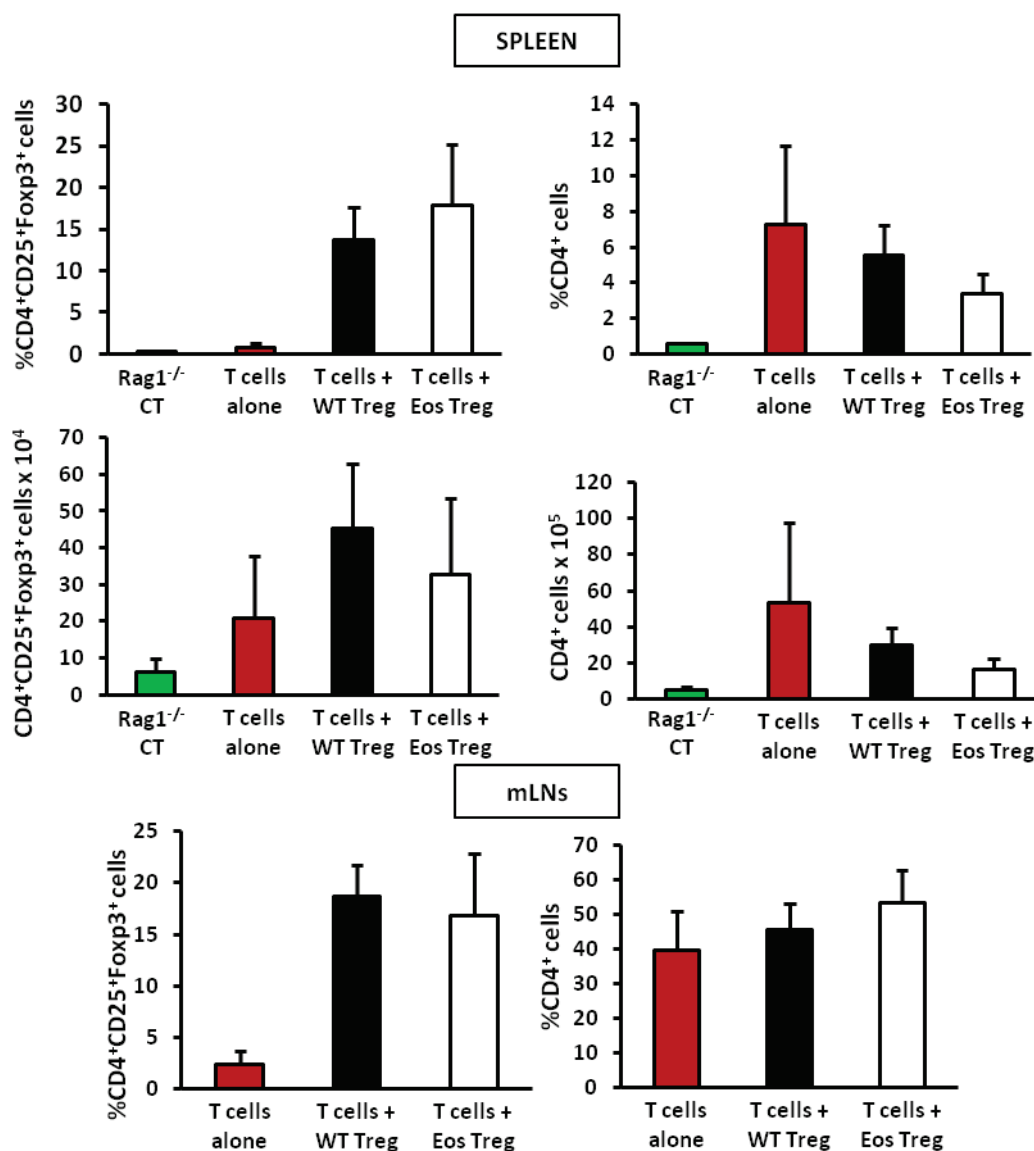 SPLEEN
%CD4⁺CD25⁺Foxp3⁺ cells
30
25
20
15
10
5
0
Rag1⁻/⁻ CT
T cells alone
T cells + WT Treg
T cells + Eos Treg
%CD4⁺ cells
14
12
10
8
6
4
2
0
Rag1⁻/⁻ CT
T cells alone
T cells + WT Treg
T cells + Eos Treg
CD4⁺CD25⁺Foxp3⁺cells x 10⁴
70
60
50
40
30
20
10
0
Rag1⁻/⁻ CT
T cells alone
T cells + WT Treg
T cells + Eos Treg
CD4⁺cells x 10⁵
120
100
80
60
40
20
0
Rag1⁻/⁻ CT
T cells alone
T cells + WT Treg
T cells + Eos Treg
mLNs
%CD4⁺CD25⁺Foxp3⁺ cells
25
20
15
10
5
0
T cells alone
T cells + WT Treg
T cells + Eos Treg
%CD4⁺ cells
70
60
50
40
30
20
10
0
T cells alone
T cells + WT Treg
T cells + Eos Treg